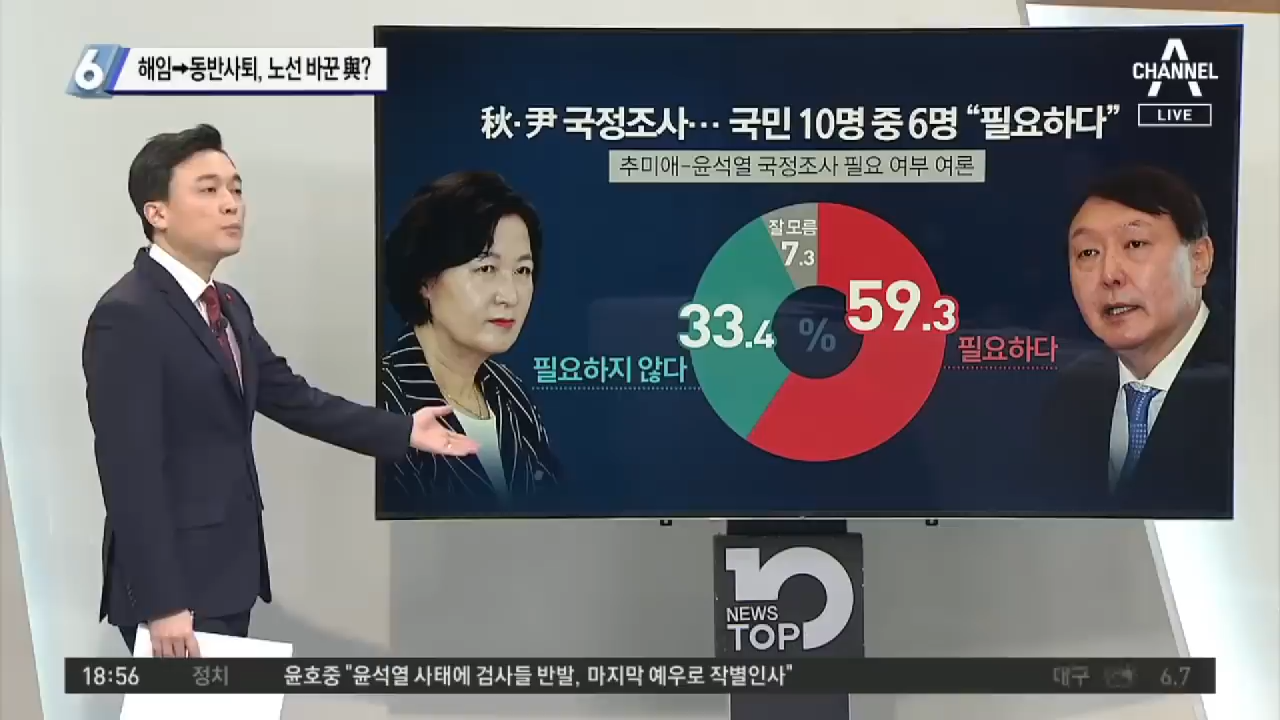 6 해임→동반사퇴, 노선 바꾼 與?
CHANNEL A
LIVE
秋·尹 국정조사… 국민 10명 중 6명 “필요하다”
추미애-윤석열 국정조사 필요 여부 여론
잘 모름
7.3
33.4
%
59.3
필요하지 않다
필요하다
NEWS
TOP
10
18:56 정치 윤호중 "윤석열 사태에 검사들 반발, 마지막 예우로 작별인사" 대구 6.7